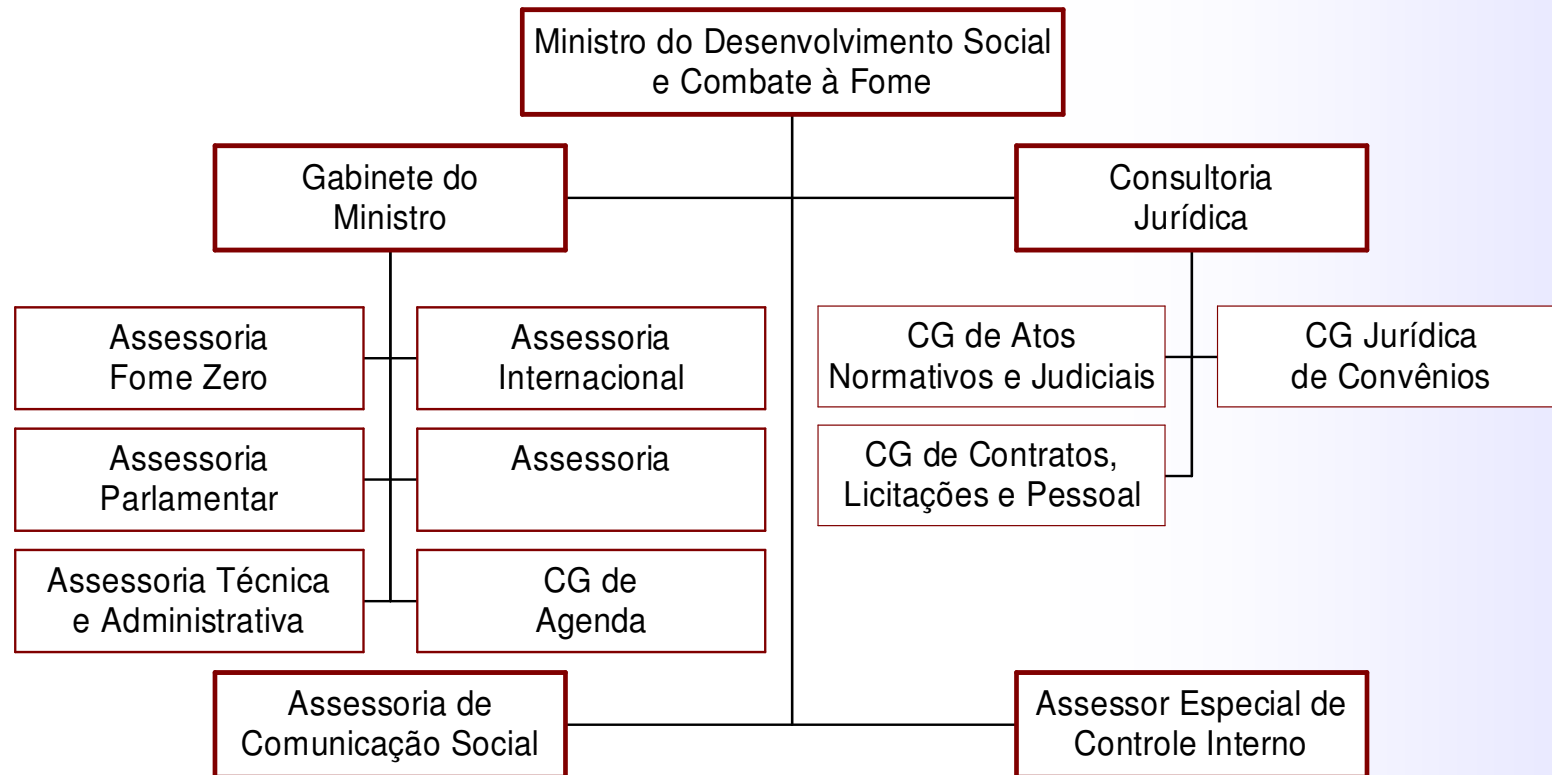 Ministro do Desenvolvimento Social
e Combate à Fome
Gabinete do
Ministro
Consultoria
Jurídica
Assessoria
Fome Zero
Assessoria
Internacional
CG de Atos
Normativos e Judiciais
CG Jurídica
de Convênios
Assessoria
Parlamentar
Assessoria
CG de Contratos,
Licitações e Pessoal
Assessoria Técnica
e Administrativa
CG de
Agenda
Assessoria de
Comunicação Social
Assessor Especial de
Controle Interno